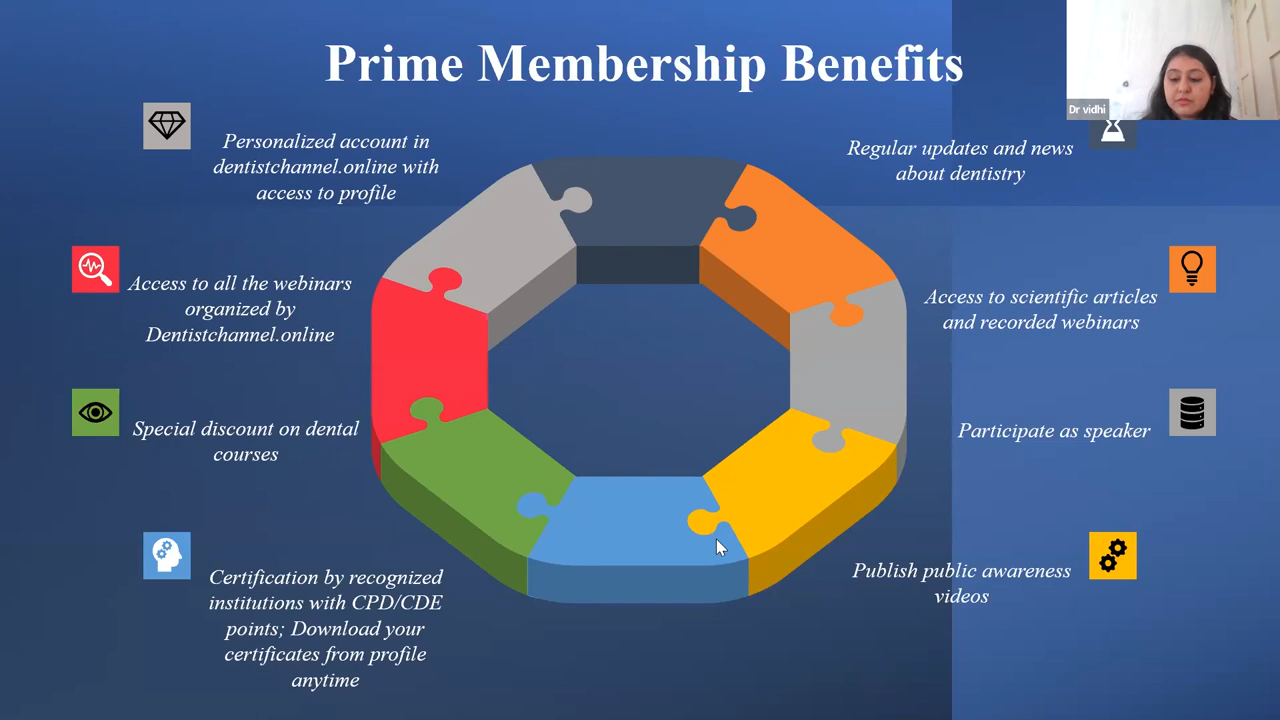 Prime Membership Benefits
Dr vidhi
Personalized account in
dentistchannel.online with
access to profile
Regular updates and news
about dentistry
Access to all the webinars
organized by
Dentistchannel.online
Access to scientific articles
and recorded webinars
Special discount on dental
courses
Participate as speaker
Certification by recognized
institutions with CPD/CDE
points; Download your
certificates from profile
anytime
Publish public awareness
videos